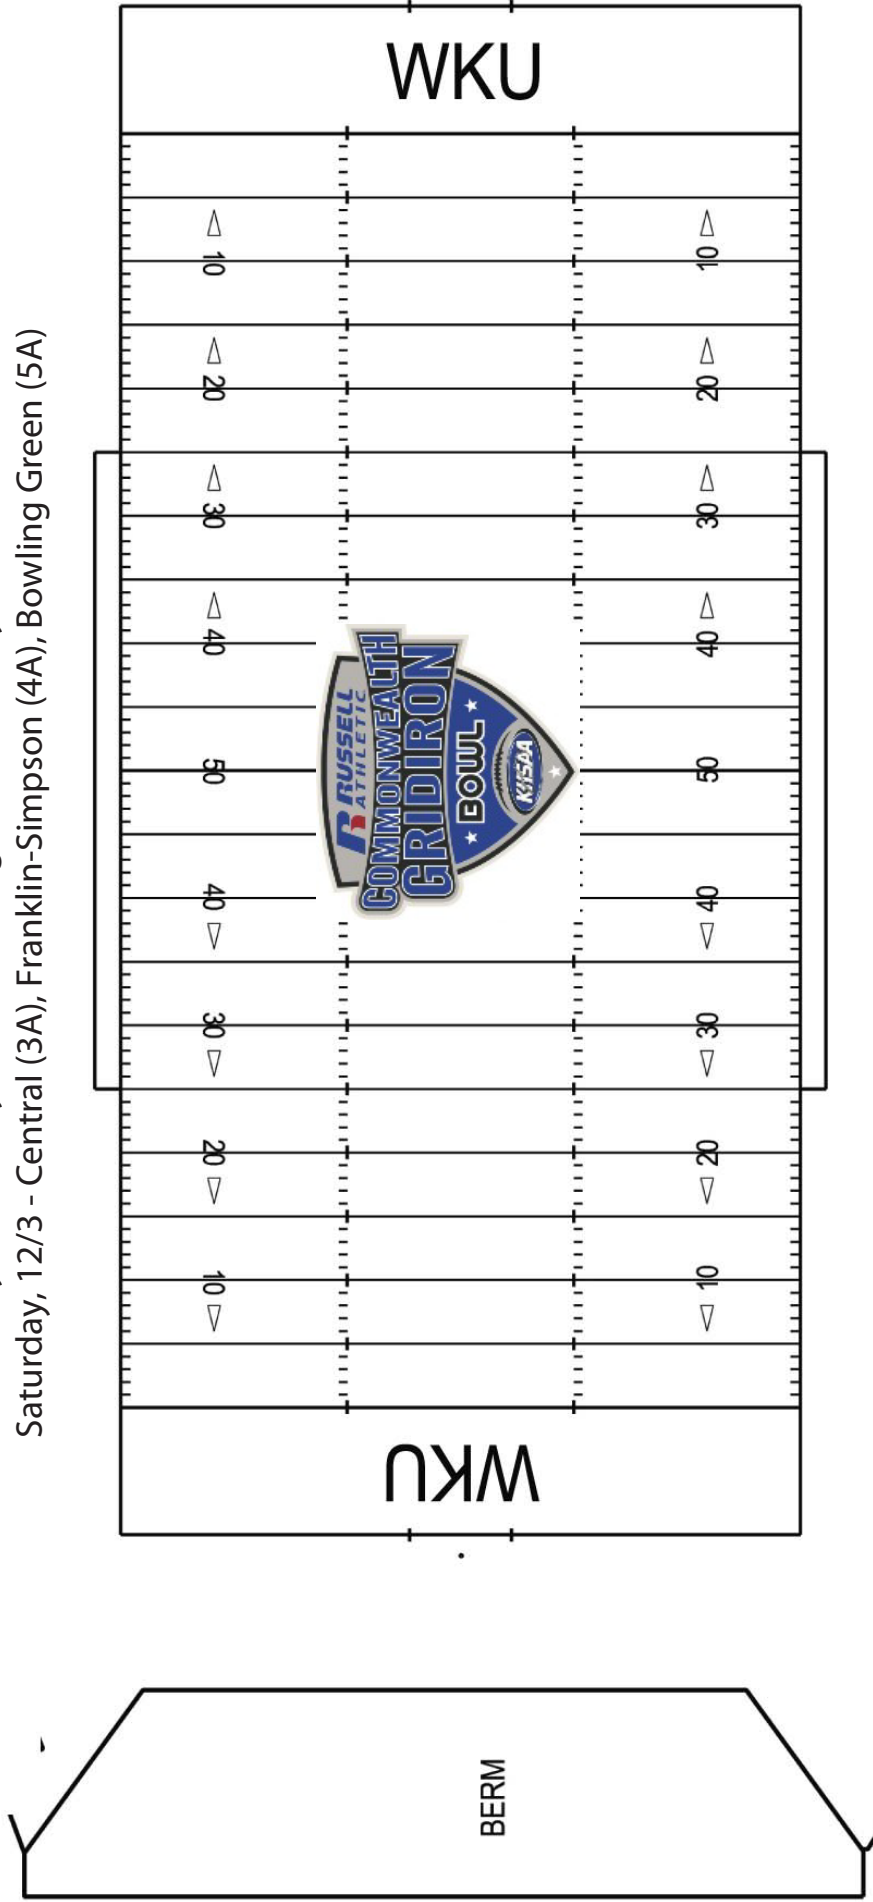 Saturday, 12/3 - Central (3A), Franklin-Simpson (4A), Bowling Green (5A)
WKU
10 10
20 20
30 30
40 40
RUSSELL
ATHLETIC
COMMONWEALTH
GRIDIRON
BOWL
KHSAA
50 50
40 40
30 30
20 20
10 10
WKU
BERM